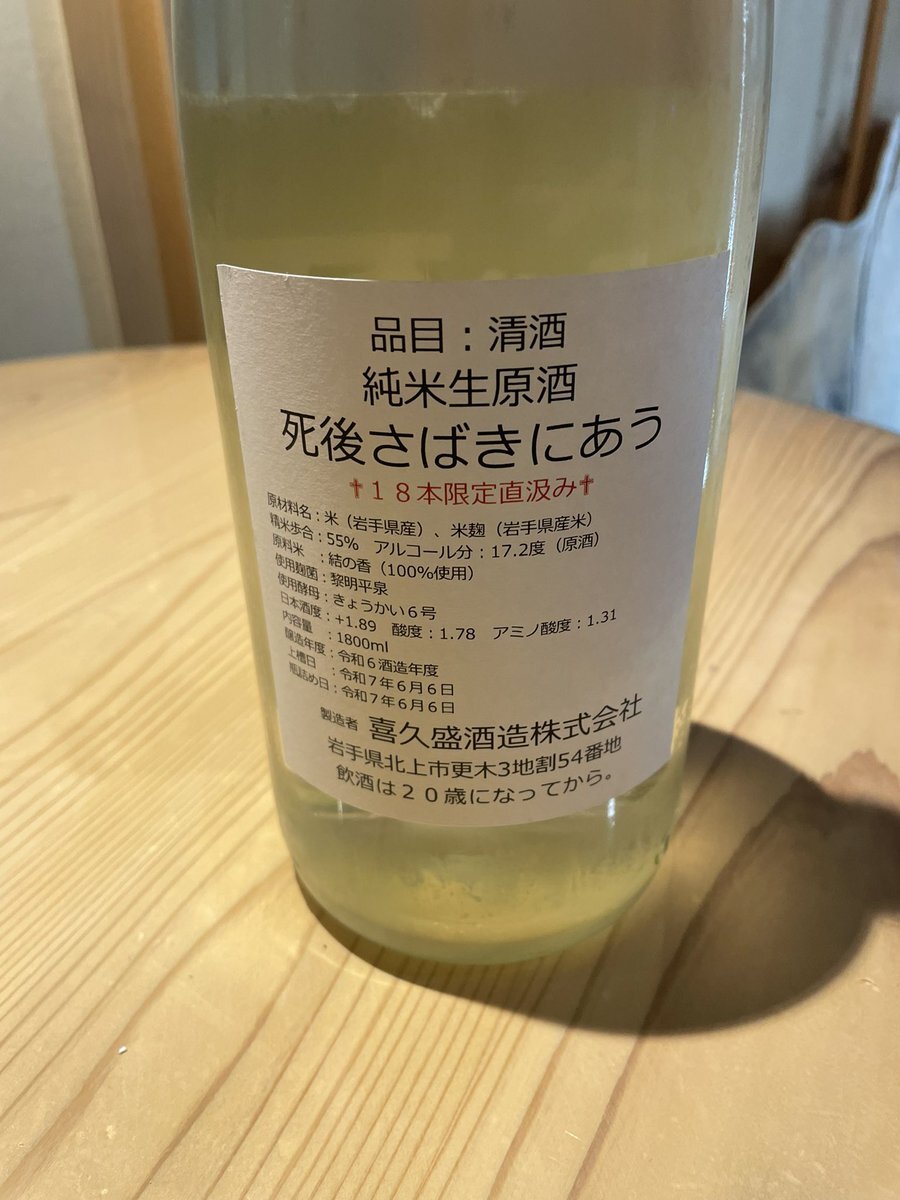 品目：清酒
純米生原酒
死後さばきにあう
✝１８本限定直汲み✝
原材料名：米（岩手県産）、米麹（岩手県産米）
精米歩合：55%　アルコール分：17.2度（原酒）
原料米　：結の香（100%使用）
使用麹菌：黎明平泉
使用酵母：きょうかい６号
日本酒度：+1.89　酸度：1.78　アミノ酸度：1.31
内容量　：1800ml
醸造年度：令和６酒造年度
上槽日　：令和７年６月６日
瓶詰め日：令和７年６月６日
製造者　喜久盛酒造株式会社
岩手県北上市更木3地割54番地
飲酒は２０歳になってから。